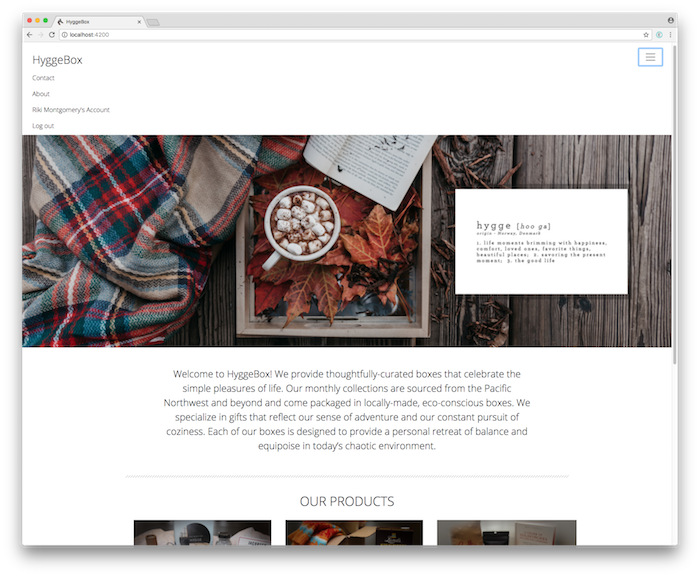 HyggeBox
localhost:4200
HyggeBox
Contact
About
Riki Montgomery's Account
Log out
hygge [hoo ga]
origin - Norway, Denmark
1. life moments brimming with happiness,
comfort, loved ones, favorite things,
beautiful places; 2. savoring the present
moment; 3. the good life
Welcome to HyggeBox! We provide thoughtfully-curated boxes that celebrate the
simple pleasures of life. Our monthly collections are sourced from the Pacific
Northwest and beyond and come packaged in locally-made, eco-conscious boxes. We
specialize in gifts that reflect our sense of adventure and our constant pursuit of
coziness. Each of our boxes is designed to provide a personal retreat of balance and
equipoise in today's chaotic environment.
OUR PRODUCTS